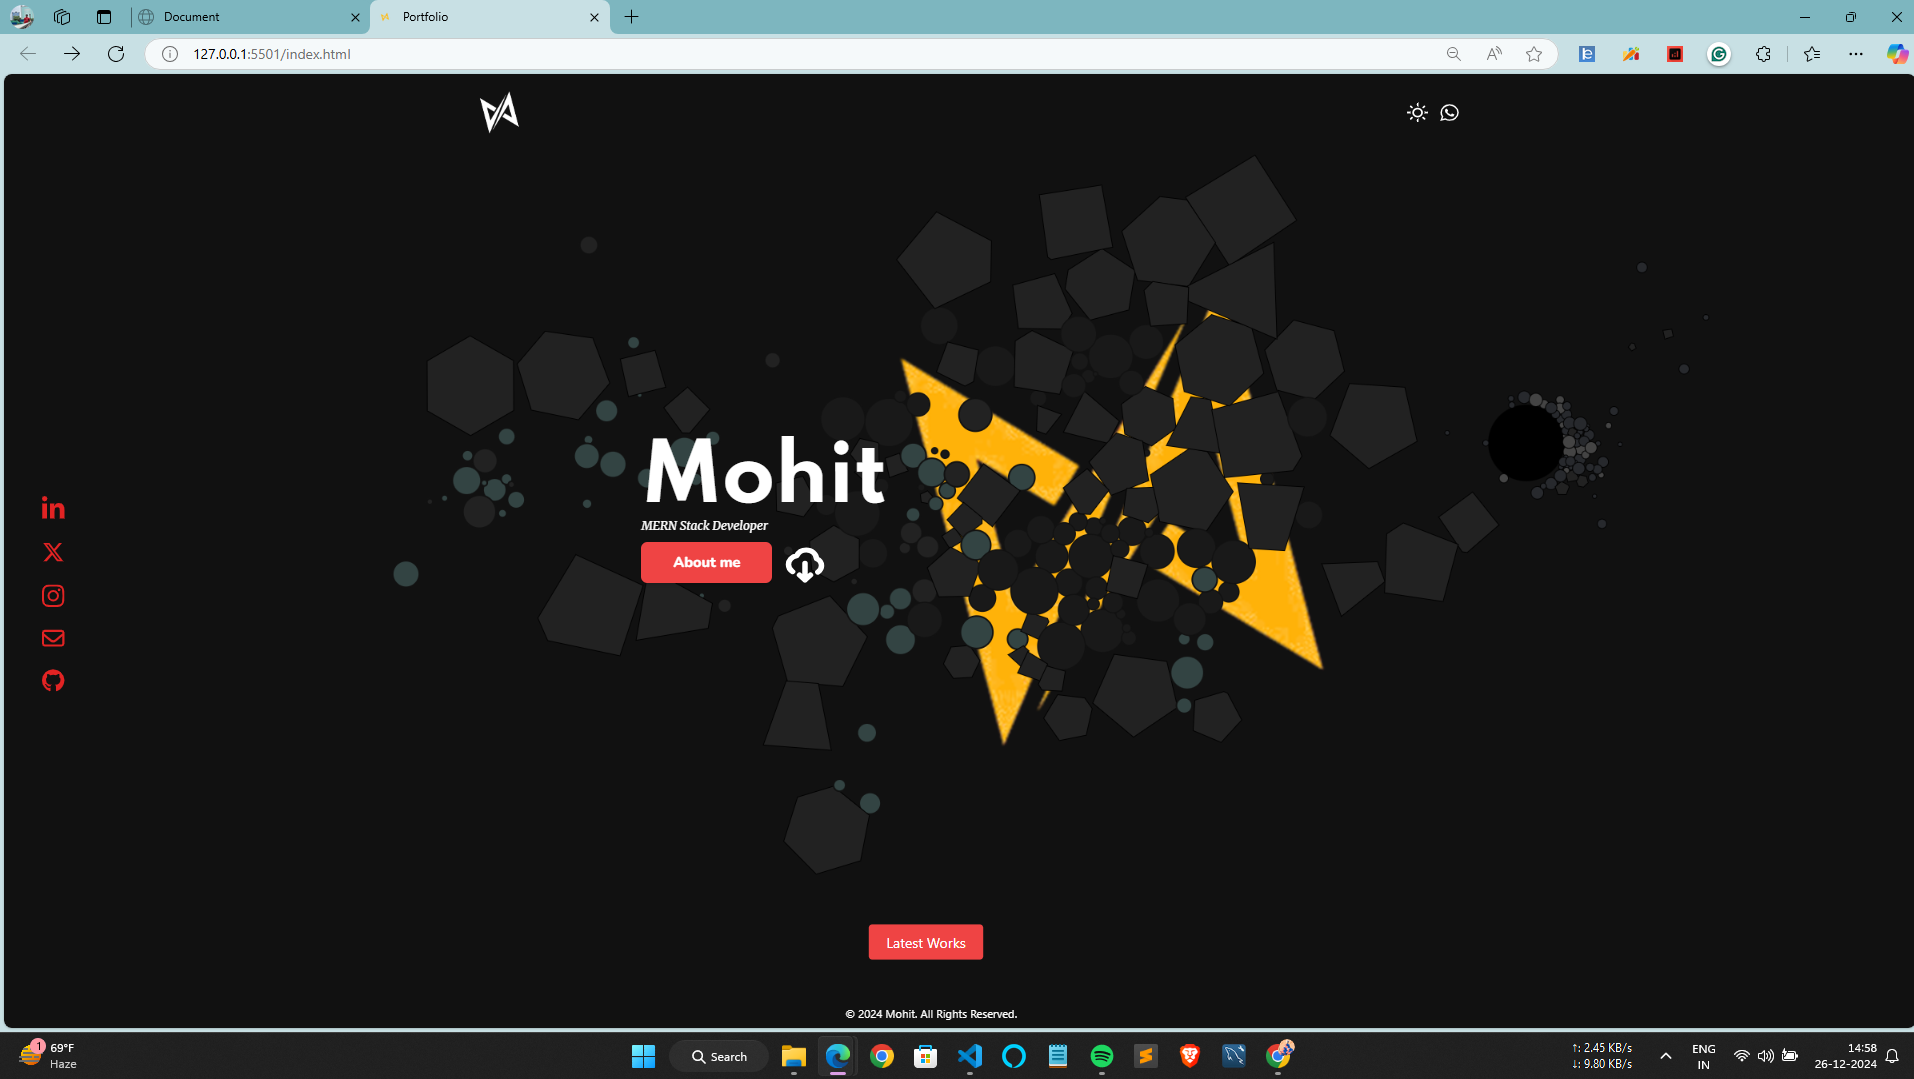 Document
Portfolio
127.0.0.1:5501/index.html
Mohit
MERN Stack Developer
About me
Latest Works
© 2024 Mohit. All Rights Reserved.
1
69°F
Haze
Search
↑: 2.45 KB/s
↓: 9.80 KB/s
ENG
IN
14:58
26-12-2024